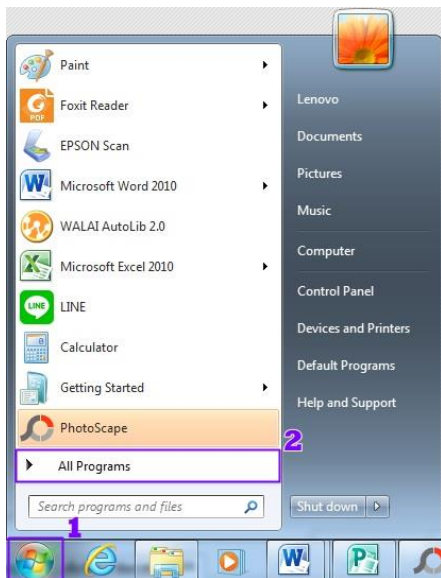 Paint
Foxit Reader
EPSON Scan
Microsoft Word 2010
WALAI AutoLib 2.0
Microsoft Excel 2010
LINE
LINE
Calculator
Getting Started
PhotoScape
All Programs
Search programs and files
Lenovo
Documents
Pictures
Music
Computer
Control Panel
Devices and Printers
Default Programs
Help and Support
Shut down
2
1
G
PDF
W
X
W
P